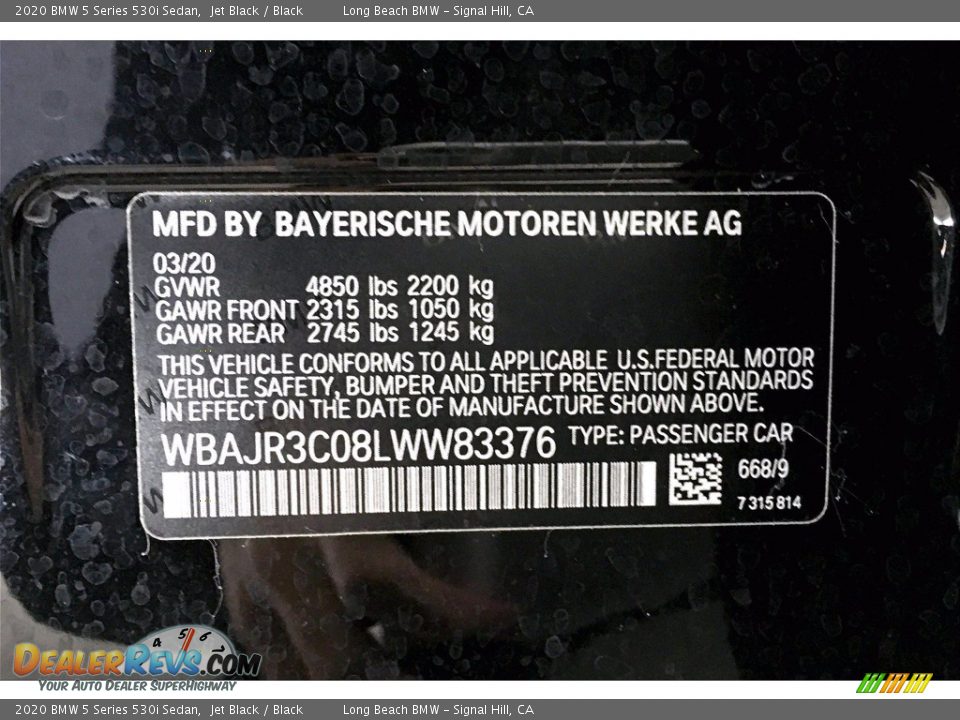 2020 BMW 5 Series 530i Sedan, Jet Black / Black Long Beach BMW - Signal Hill, CA
MFD BY BAYERISCHE MOTOREN WERKE AG
03/20
GVWR 4850 lbs 2200 kg
GAWR FRONT 2315 lbs 1050 kg
GAWR REAR 2745 lbs 1245 kg
THIS VEHICLE CONFORMS TO ALL APPLICABLE U.S.FEDERAL MOTOR
VEHICLE SAFETY, BUMPER AND THEFT PREVENTION STANDARDS
IN EFFECT ON THE DATE OF MANUFACTURE SHOWN ABOVE.
WBAJR3C08LWW83376 TYPE: PASSENGER CAR
668/9
7315814
4 5 6
DEALERREVS.COM
YOUR AUTO DEALER SUPERHIGHWAY
2020 BMW 5 Series 530i Sedan, Jet Black / Black Long Beach BMW - Signal Hill, CA